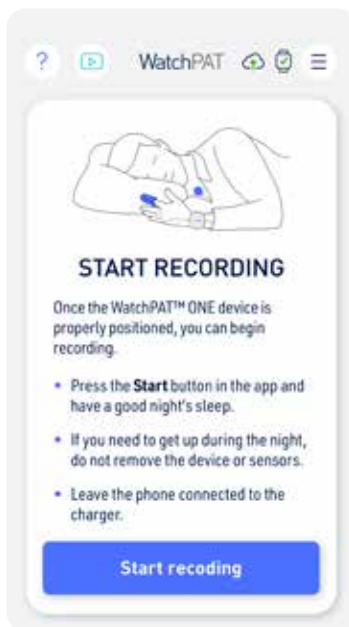 ? WatchPAT
START RECORDING
Once the WatchPAT™ ONE device is
properly positioned, you can begin
recording.
• Press the Start button in the app and
have a good night's sleep.
• If you need to get up during the night,
do not remove the device or sensors.
• Leave the phone connected to the
charger.
Start recoding